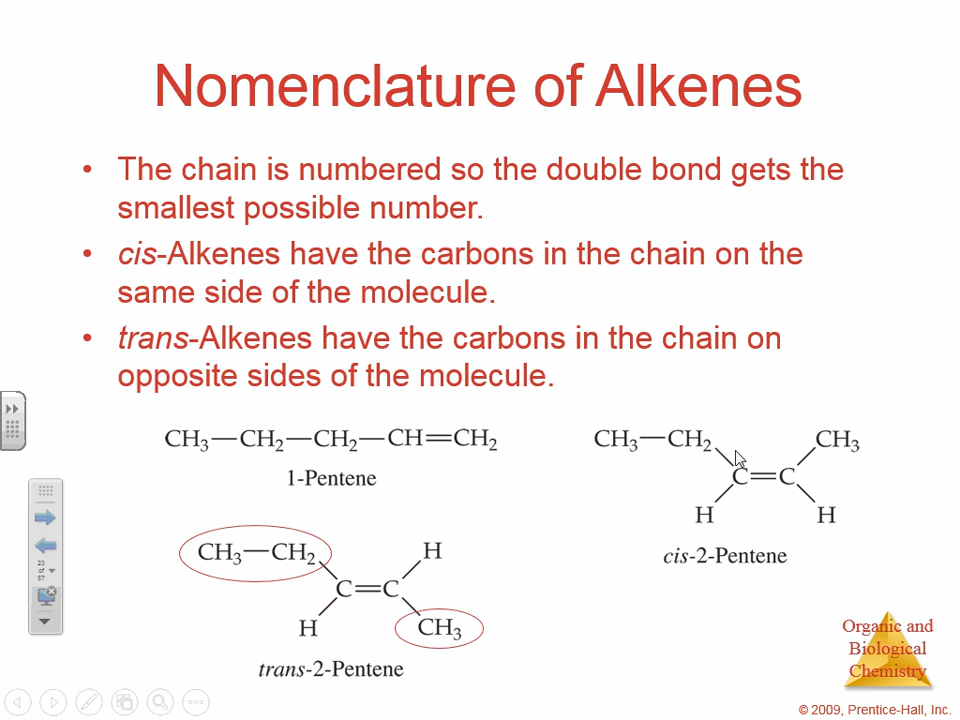 Nomenclature of Alkenes
• The chain is numbered so the double bond gets the
smallest possible number.
• cis-Alkenes have the carbons in the chain on the
same side of the molecule.
• trans-Alkenes have the carbons in the chain on
opposite sides of the molecule.
CH₃—CH₂—CH₂—CH=CH₂
1-Pentene
CH₃—CH₂ CH₃
C=C
H H
cis-2-Pentene
CH₃—CH₂ H
C=C
H CH₃
trans-2-Pentene
23
of
57
Organic and
Biological
Chemistry
© 2009, Prentice-Hall, Inc.